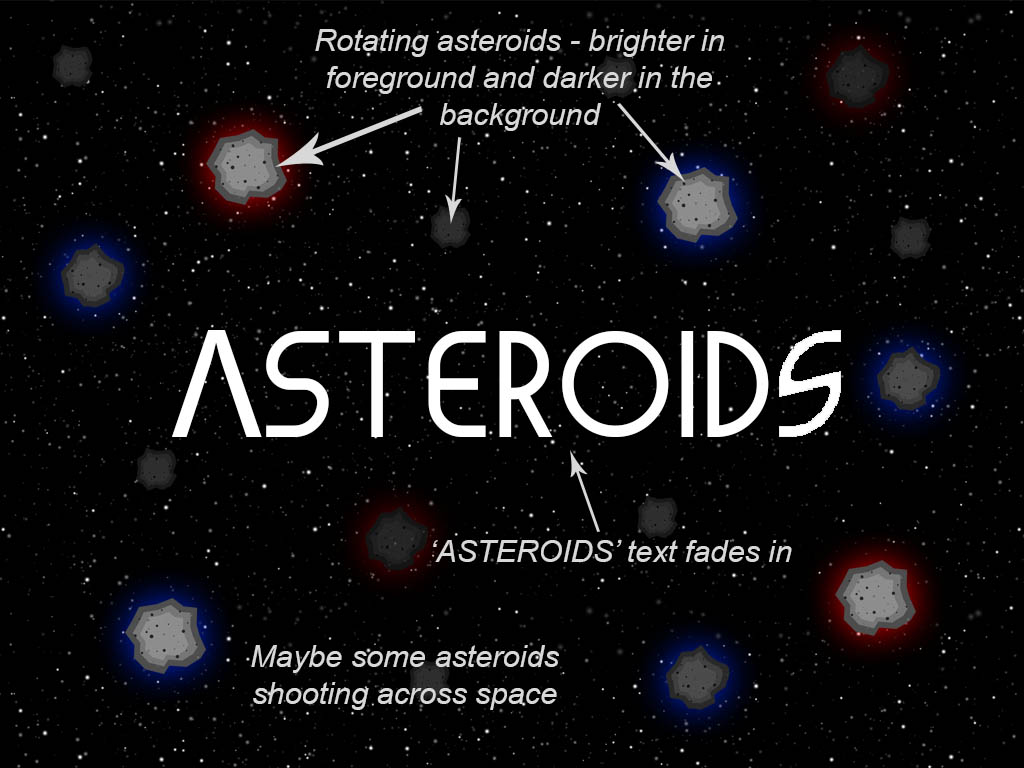 Rotating asteroids - brighter in
foreground and darker in the
background
ASTEROIDS
‘ASTEROIDS’ text fades in
Maybe some asteroids
shooting across space